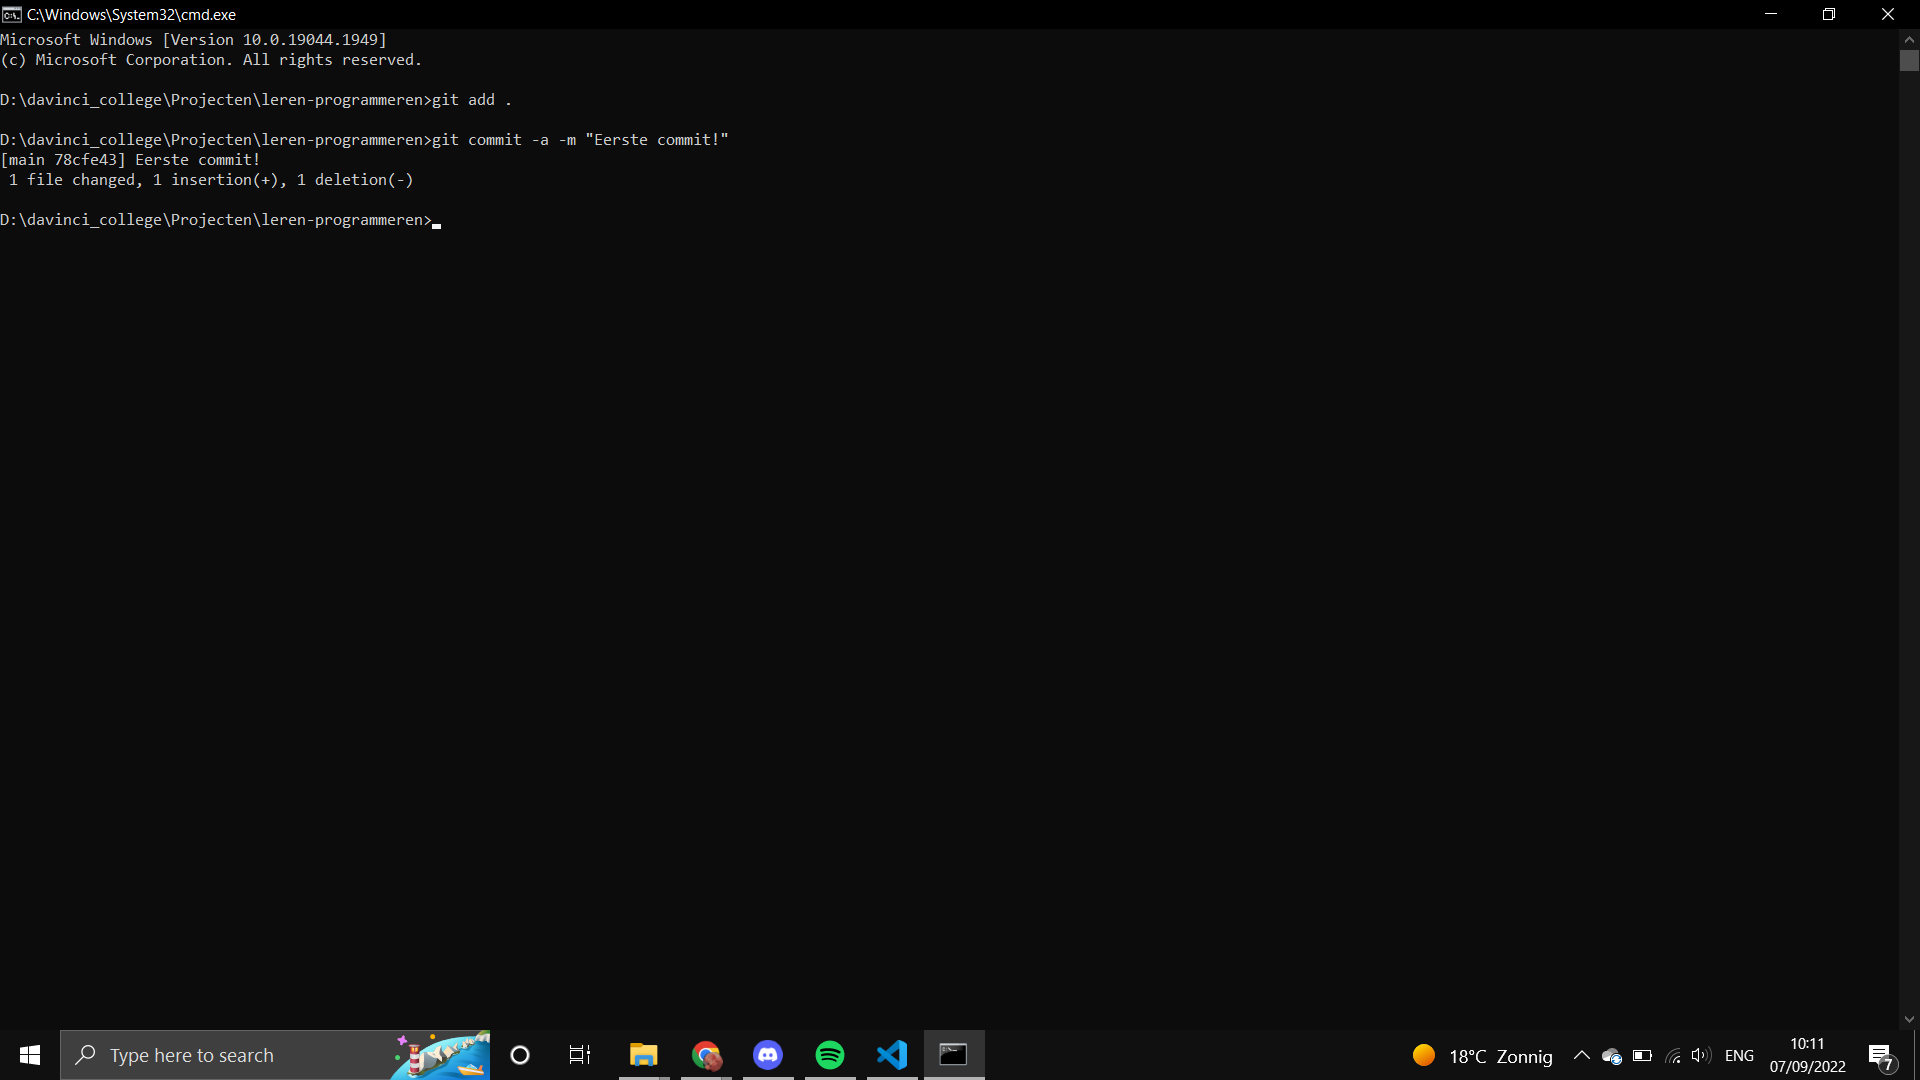 C:\Windows\System32\cmd.exe
Microsoft Windows [Version 10.0.19044.1949]
(c) Microsoft Corporation. All rights reserved.
D:\davinci_college\Projecten\leren-programmeren>git add .
D:\davinci_college\Projecten\leren-programmeren>git commit -a -m "Eerste commit!"
[main 78cfe43] Eerste commit!
 1 file changed, 1 insertion(+), 1 deletion(-)
D:\davinci_college\Projecten\leren-programmeren>
Type here to search
18°C Zonnig
ENG
10:11
07/09/2022
7